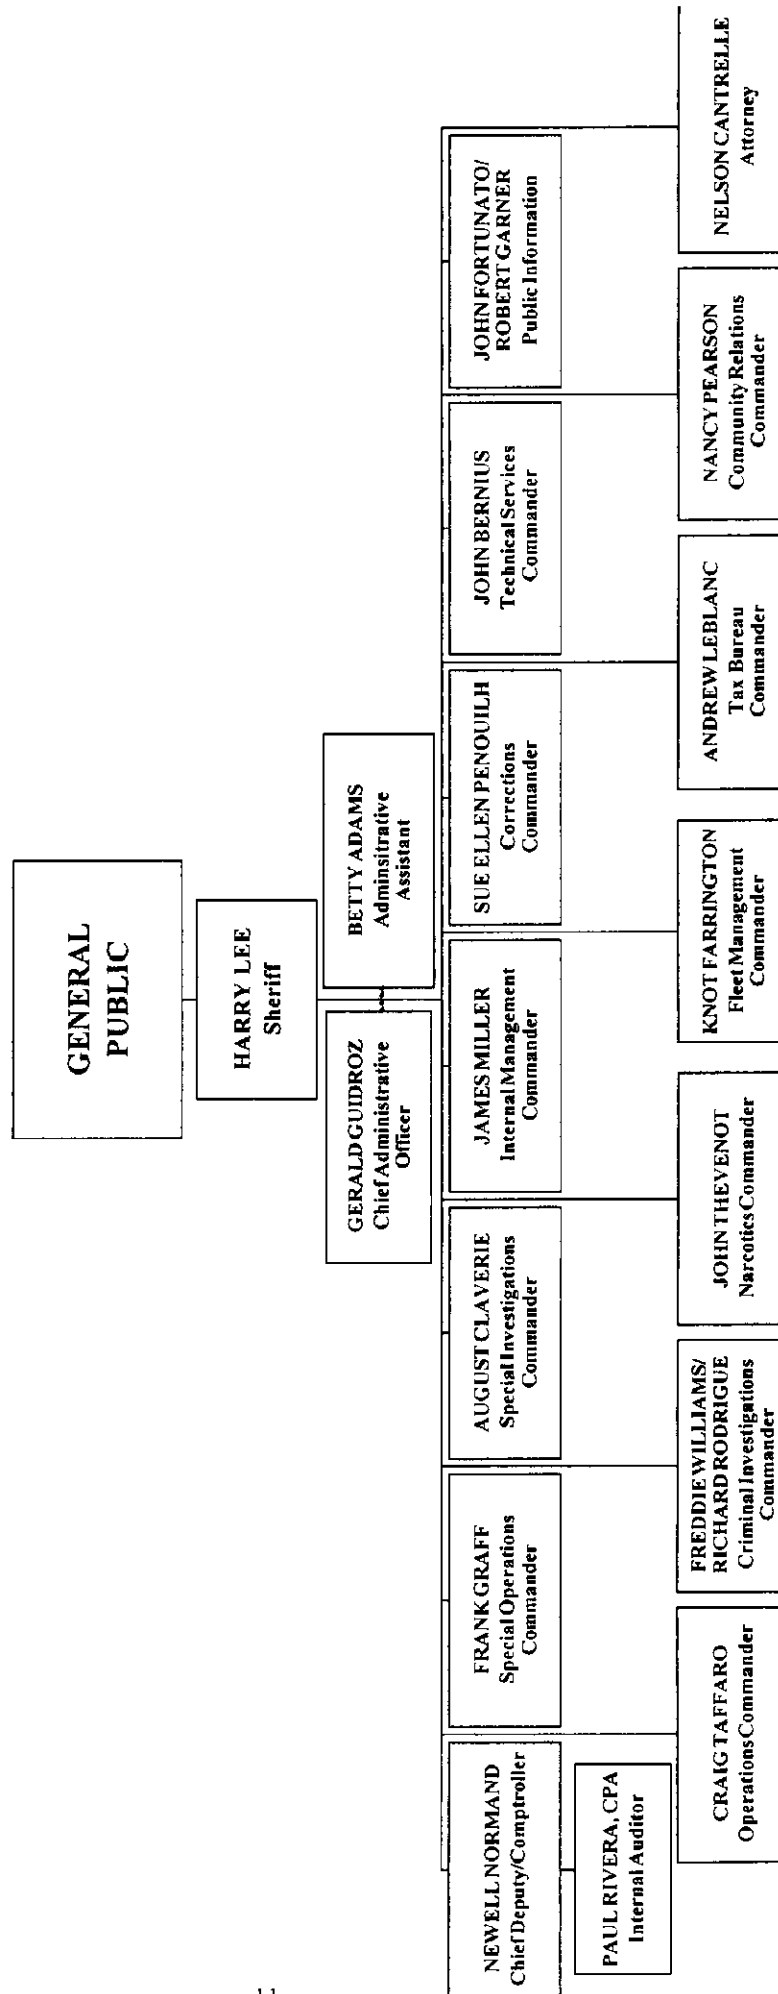 GENERAL
PUBLIC
HARRY LEE
Sheriff
GERALD GUIDROZ
Chief Administrative
Officer
BETTY ADAMS
Adminsitrative
Assistant
NEWELL NORMAND
Chief Deputy/Comptroller
FRANK GRAFF
Special Operations
Commander
AUGUST CLAVERIE
Special Investigations
Commander
JAMES MILLER
Internal Management
Commander
SUE ELLEN PENOUILH
Corrections
Commander
JOHN BERNIUS
Technical Services
Commander
JOHN FORTUNATO/
ROBERT GARNER
Public Information
PAUL RIVERA, CPA
Internal Auditor
CRAIG TAFFARO
Operations Commander
FREDDIE WILLIAMS/
RICHARD RODRIGUE
Criminal Investigations
Commander
JOHN THEVENOT
Narcotics Commander
KNOT FARRINGTON
Fleet Management
Commander
ANDREW LEBLANC
Tax Bureau
Commander
NANCY PEARSON
Community Relations
Commander
NELSON CANTRELLE
Attorney